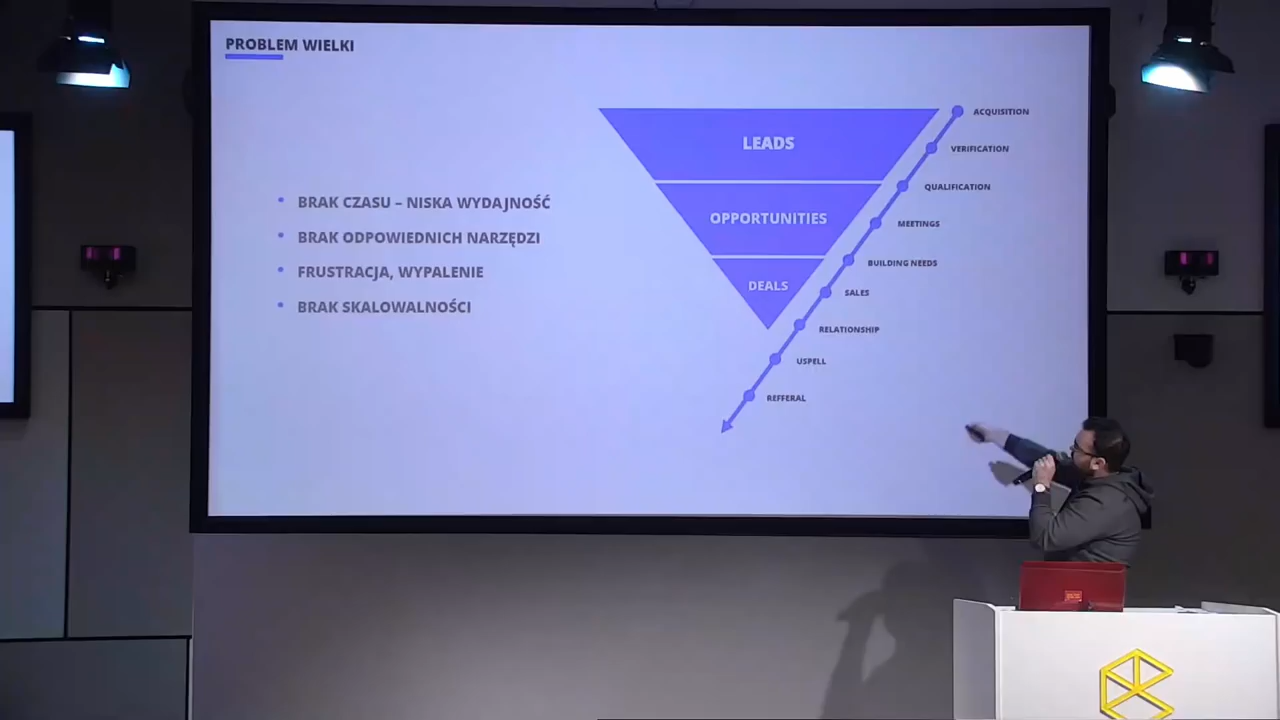 PROBLEM WIELKI
• BRAK CZASU – NISKA WYDAJNOŚĆ
• BRAK ODPOWIEDNICH NARZĘDZI
• FRUSTRACJA, WYPALENIE
• BRAK SKALOWALNOŚCI
LEADS
OPPORTUNITIES
DEALS
ACQUISITION
VERIFICATION
QUALIFICATION
MEETINGS
BUILDING NEEDS
SALES
RELATIONSHIP
USPELL
REFFERAL